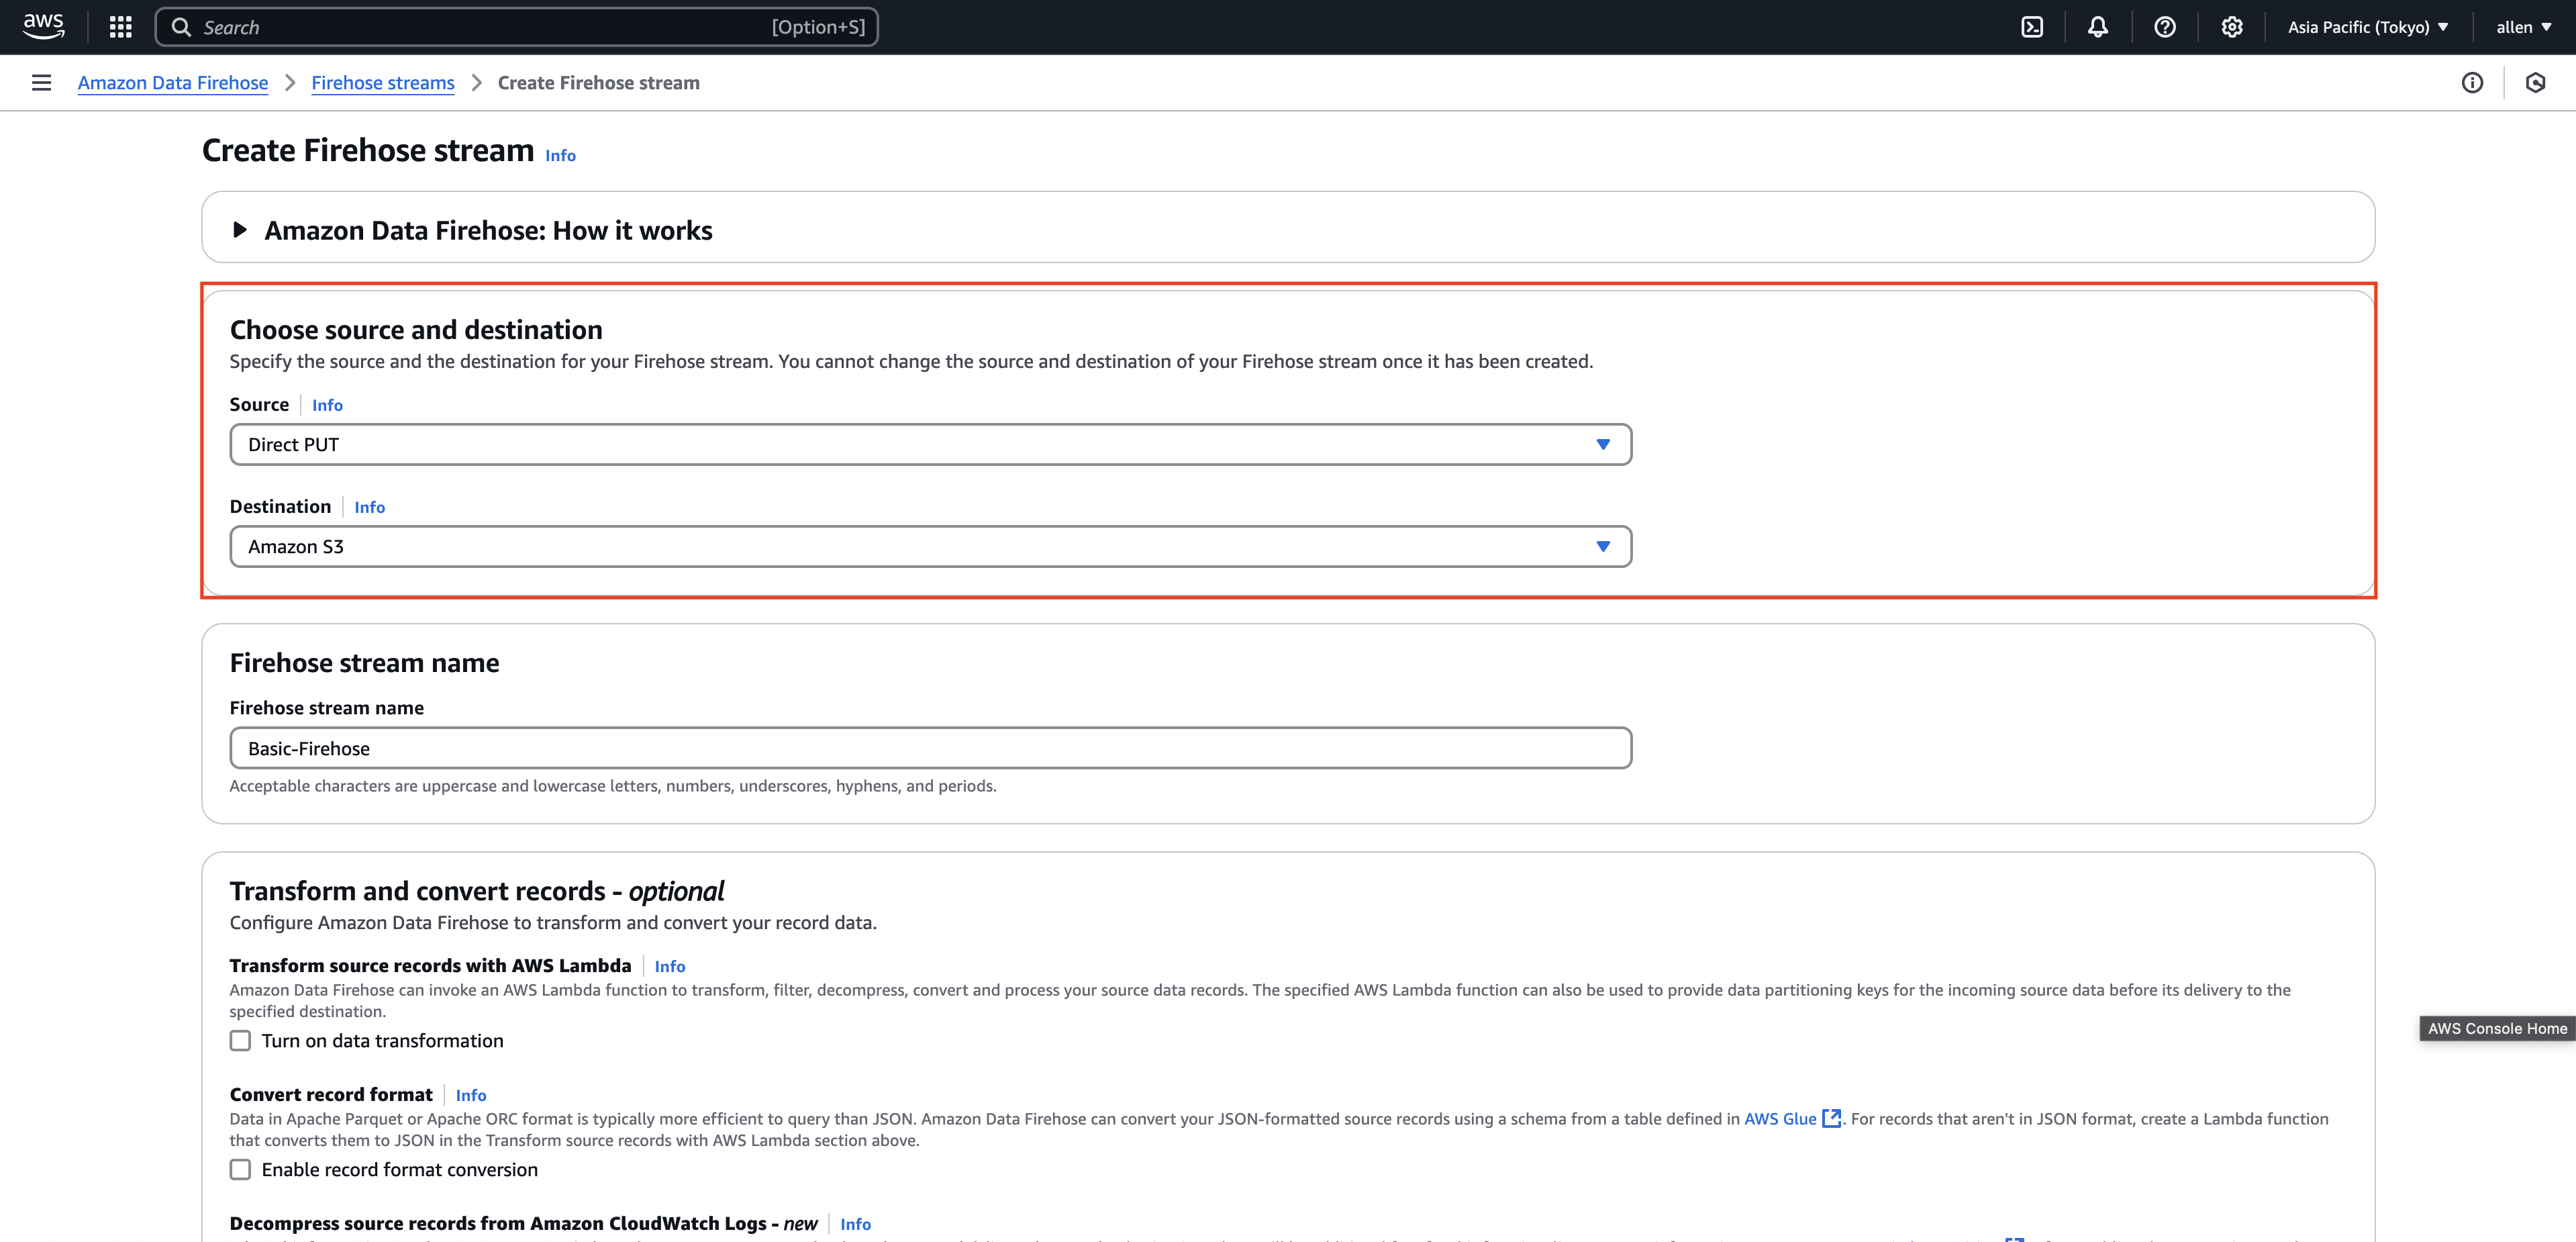 aws
Search [Option+S]
Asia Pacific (Tokyo)
allen
Amazon Data Firehose
Firehose streams
Create Firehose stream
Create Firehose stream Info
Amazon Data Firehose: How it works
Choose source and destination
Specify the source and the destination for your Firehose stream. You cannot change the source and destination of your Firehose stream once it has been created.
Source Info
Direct PUT
Destination Info
Amazon S3
Firehose stream name
Firehose stream name
Basic-Firehose
Acceptable characters are uppercase and lowercase letters, numbers, underscores, hyphens, and periods.
Transform and convert records - optional
Configure Amazon Data Firehose to transform and convert your record data.
Transform source records with AWS Lambda Info
Amazon Data Firehose can invoke an AWS Lambda function to transform, filter, decompress, convert and process your source data records. The specified AWS Lambda function can also be used to provide data partitioning keys for the incoming source data before its delivery to the
specified destination.
AWS Console Home
Turn on data transformation
Convert record format Info
Data in Apache Parquet or Apache ORC format is typically more efficient to query than JSON. Amazon Data Firehose can convert your JSON-formatted source records using a schema from a table defined in AWS Glue. For records that aren't in JSON format, create a Lambda function
that converts them to JSON in the Transform source records with AWS Lambda section above.
Enable record format conversion
Decompress source records from Amazon CloudWatch Logs - new Info